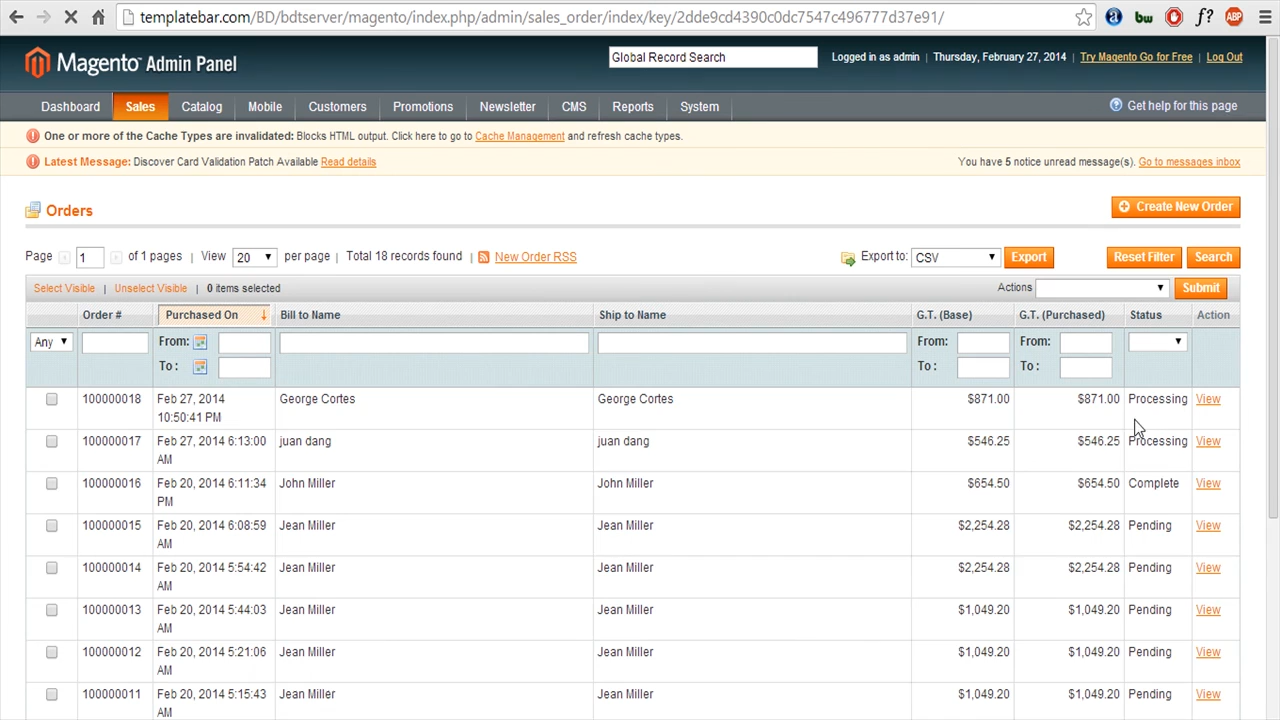 templatebar.com/BD/bdtserver/magento/index.php/admin/sales_order/index/key/2dde9cd4390c0dc7547c496777d37e91/
a bw f? ABP
Magento Admin Panel
Global Record Search
Logged in as admin | Thursday, February 27, 2014 | Try Magento Go for Free | Log Out
Dashboard Sales Catalog Mobile Customers Promotions Newsletter CMS Reports System
Get help for this page
One or more of the Cache Types are invalidated: Blocks HTML output. Click here to go to Cache Management and refresh cache types.
Latest Message: Discover Card Validation Patch Available Read details
You have 5 notice unread message(s). Go to messages inbox
Orders
Create New Order
Page 1 of 1 pages | View 20 per page | Total 18 records found | New Order RSS
Export to: CSV Export Reset Filter Search
Select Visible | Unselect Visible | 0 items selected
Actions Submit
Order # Purchased On Bill to Name Ship to Name G.T. (Base) G.T. (Purchased) Status Action
Any From: From: From:
To : To : To :
100000018 Feb 27, 2014 George Cortes George Cortes $871.00 $871.00 Processing View
10:50:41 PM
100000017 Feb 27, 2014 6:13:00 juan dang juan dang $546.25 $546.25 Processing View
AM
100000016 Feb 20, 2014 6:11:34 John Miller John Miller $654.50 $654.50 Complete View
PM
100000015 Feb 20, 2014 6:08:59 Jean Miller Jean Miller $2,254.28 $2,254.28 Pending View
AM
100000014 Feb 20, 2014 5:54:42 Jean Miller Jean Miller $2,254.28 $2,254.28 Pending View
AM
100000013 Feb 20, 2014 5:44:03 Jean Miller Jean Miller $1,049.20 $1,049.20 Pending View
AM
100000012 Feb 20, 2014 5:21:06 Jean Miller Jean Miller $1,049.20 $1,049.20 Pending View
AM
100000011 Feb 20, 2014 5:15:43 Jean Miller Jean Miller $1,049.20 $1,049.20 Pending View
AM